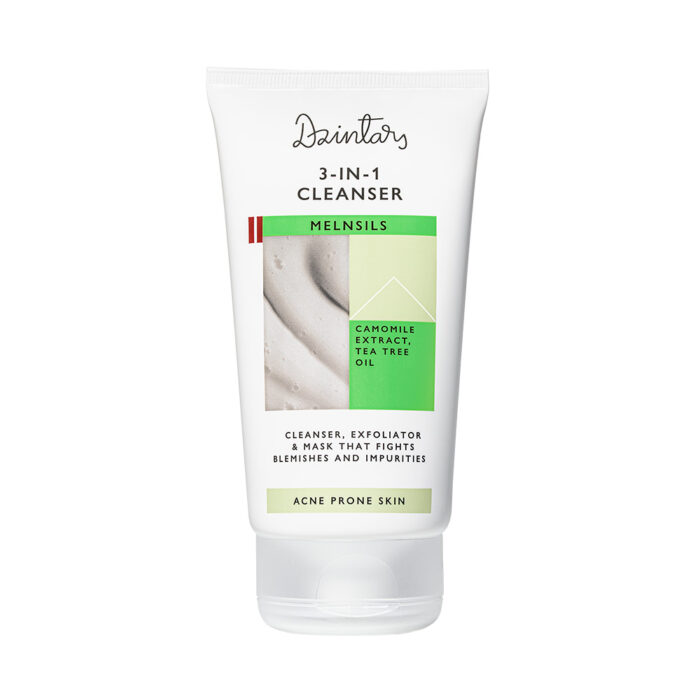 Dzintars
3-IN-1
CLEANSER
MELNSILS
CAMOMILE
EXTRACT,
TEA TREE
OIL
CLEANSER, EXFOLIATOR
& MASK THAT FIGHTS
BLEMISHES AND IMPURITIES
ACNE PRONE SKIN